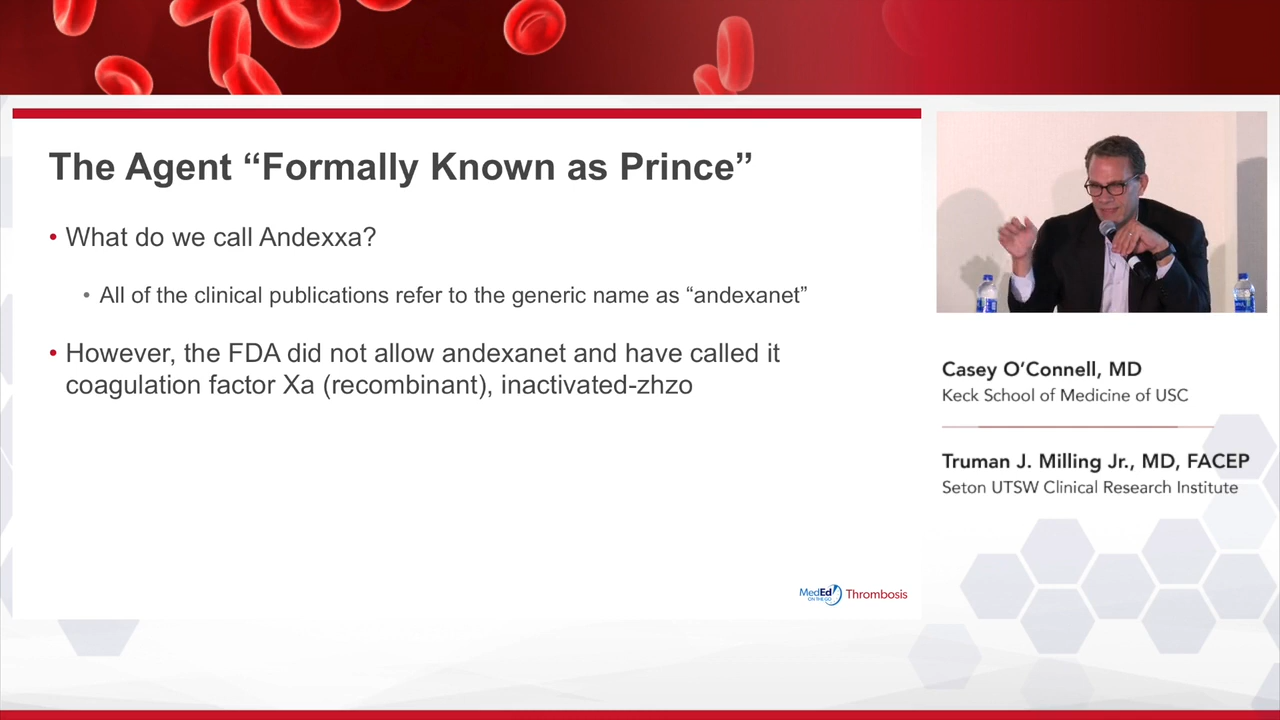 The Agent “Formally Known as Prince”
• What do we call Andexxa?
• All of the clinical publications refer to the generic name as “andexanet”
• However, the FDA did not allow andexanet and have called it
coagulation factor Xa (recombinant), inactivated-zhzo
MedEd
ON THE GO
Thrombosis
Casey O’Connell, MD
Keck School of Medicine of USC
Truman J. Milling Jr., MD, FACEP
Seton UTSW Clinical Research Institute